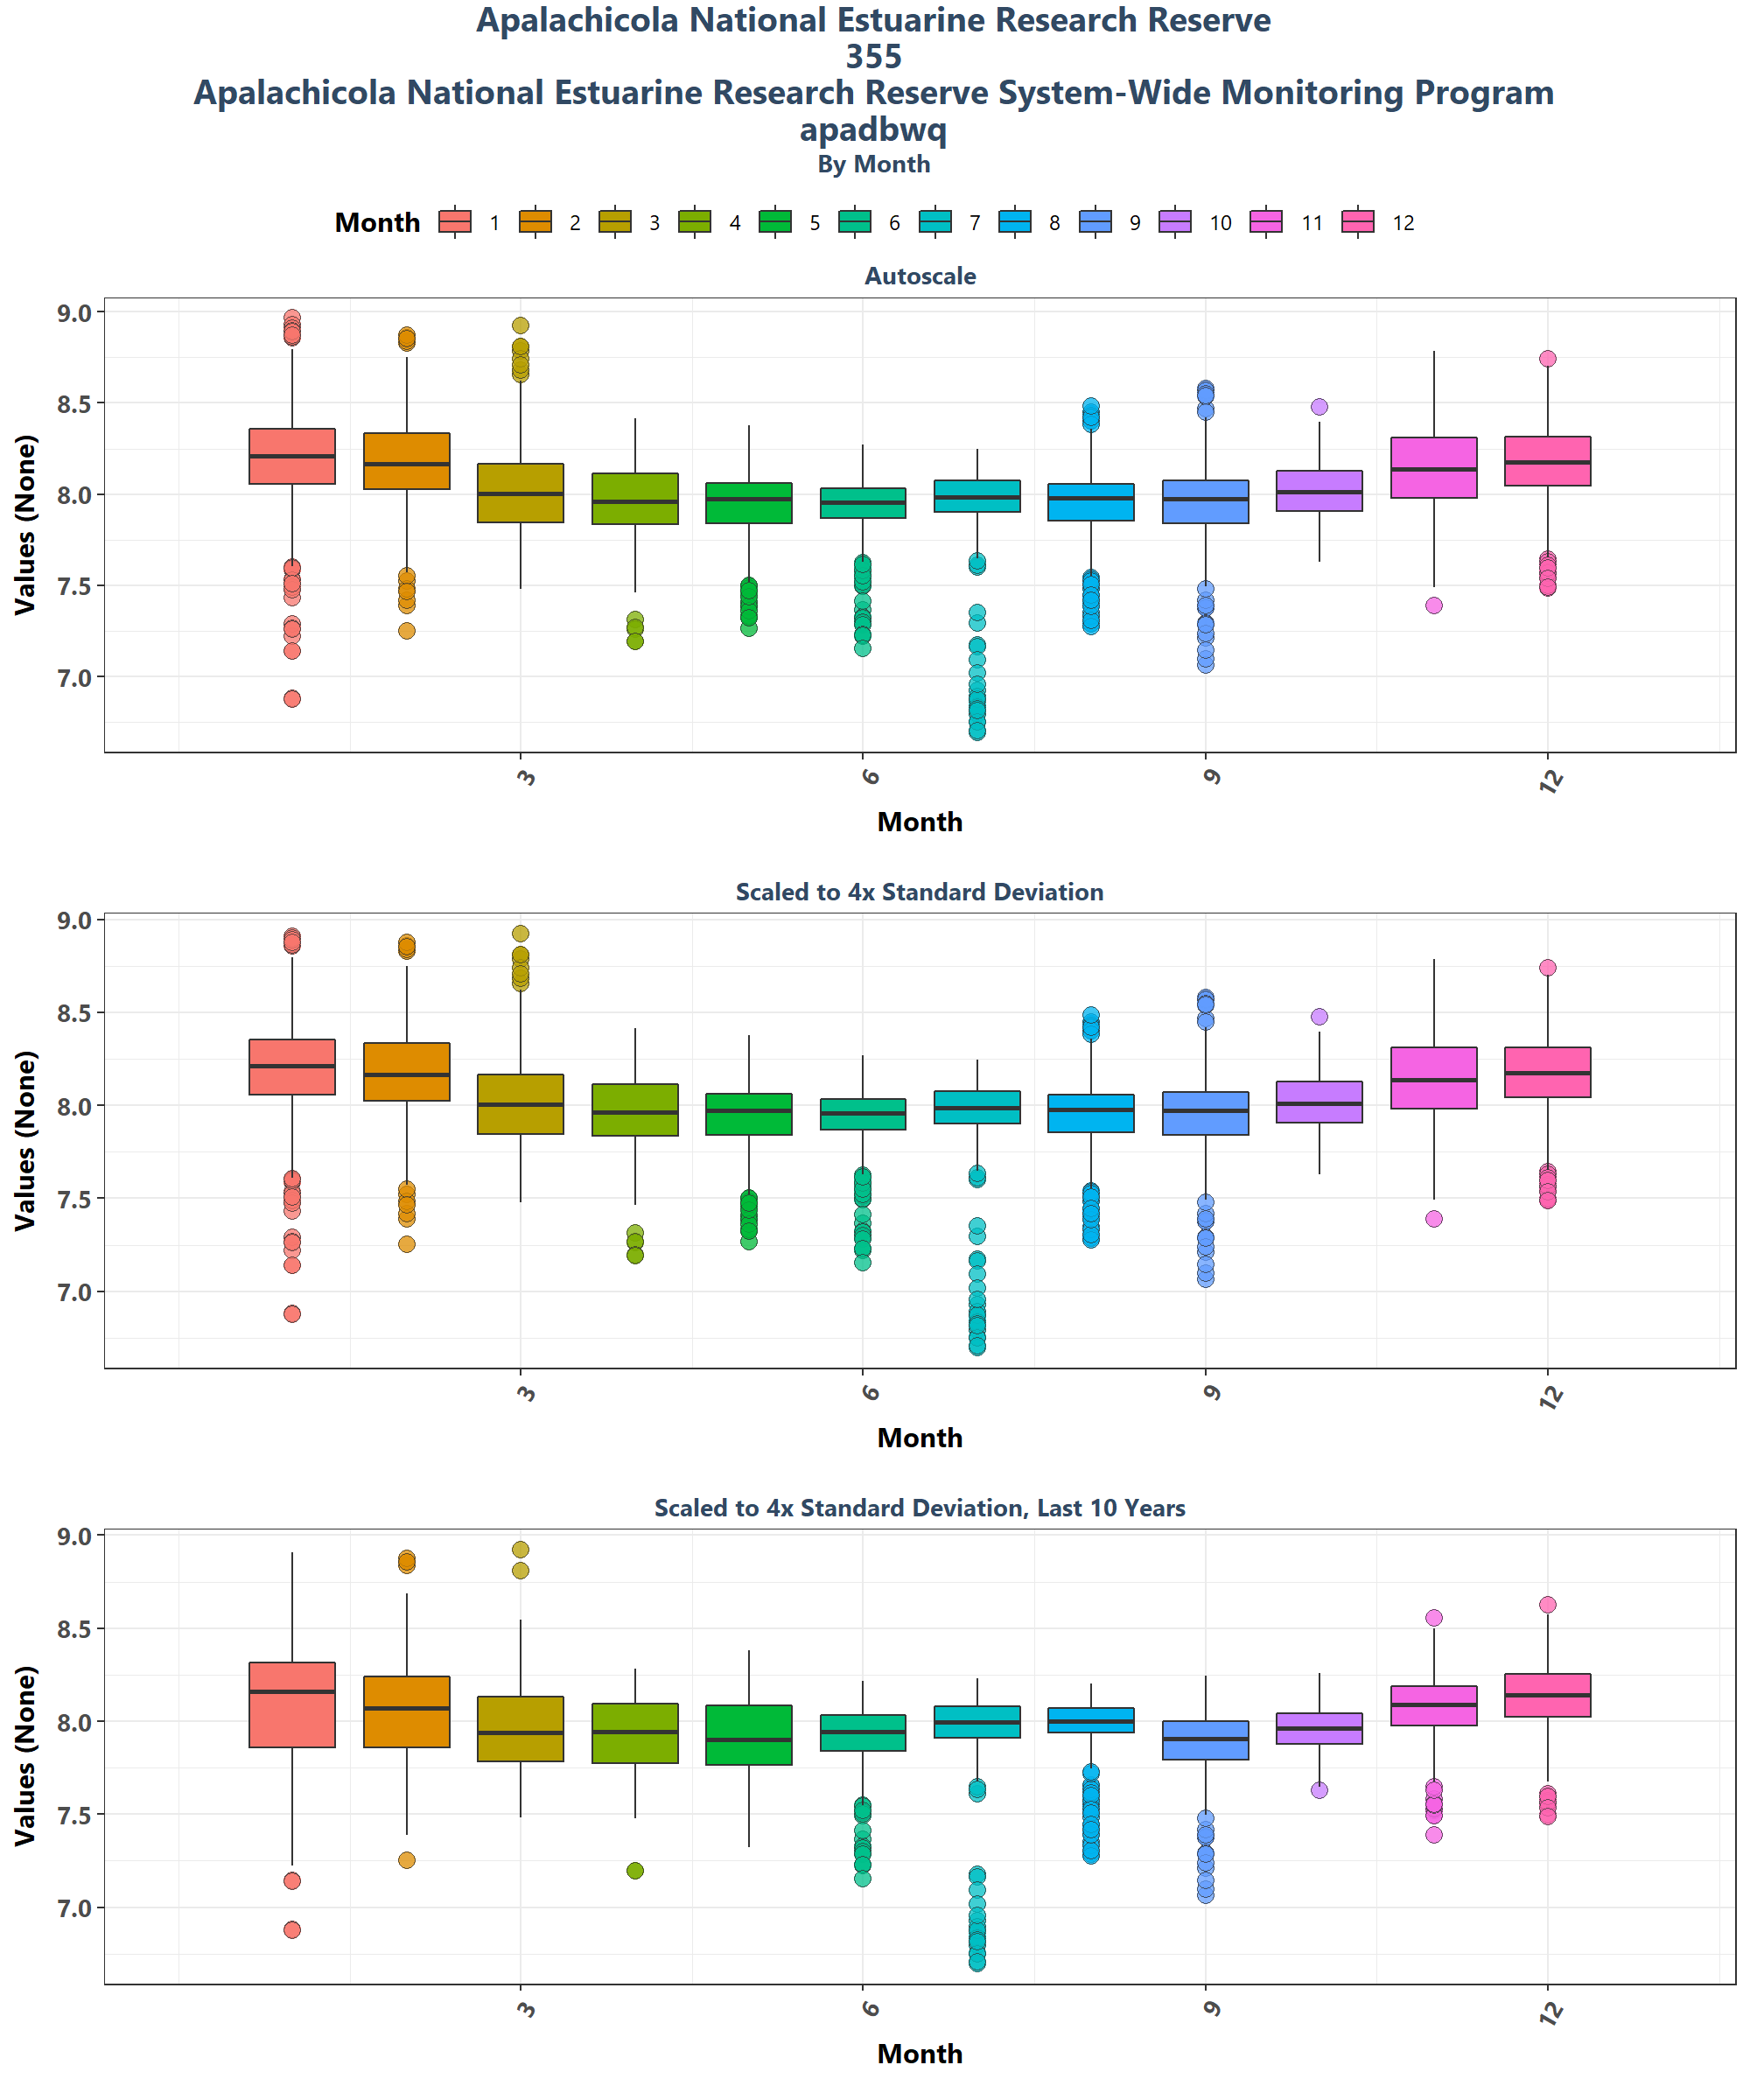 Apalachicola National Estuarine Research Reserve
355
Apalachicola National Estuarine Research Reserve System-Wide Monitoring Program
apadbwq
By Month
Month 1 2 3 4 5 6 7 8 9 10 11 12
Autoscale
Values (None)
9.0
8.5
8.0
7.5
7.0
3 6 9 12
Month
Scaled to 4x Standard Deviation
Values (None)
9.0
8.5
8.0
7.5
7.0
3 6 9 12
Month
Scaled to 4x Standard Deviation, Last 10 Years
Values (None)
9.0
8.5
8.0
7.5
7.0
3 6 9 12
Month